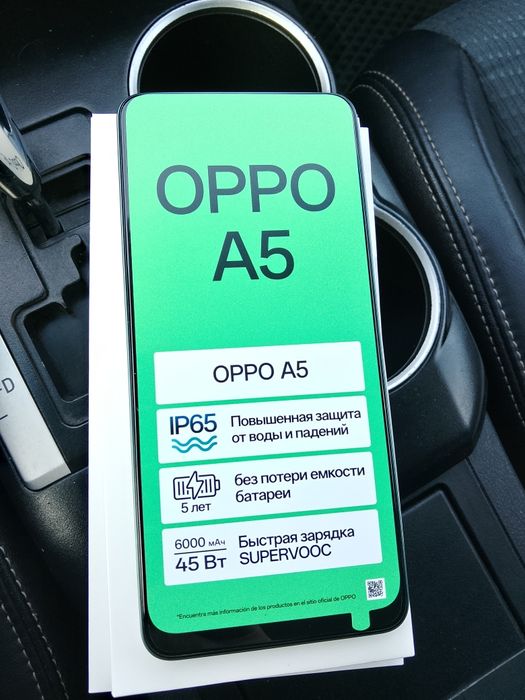 OPPO
A5
OPPO A5
IP65
Повышенная защита
от воды и падений
5 лет
без потери емкости
батареи
6000 мАч
45 Вт
Быстрая зарядка
SUPERVOOC
*Encuentra más información de los productos en el sitio oficial de OPPO
-D